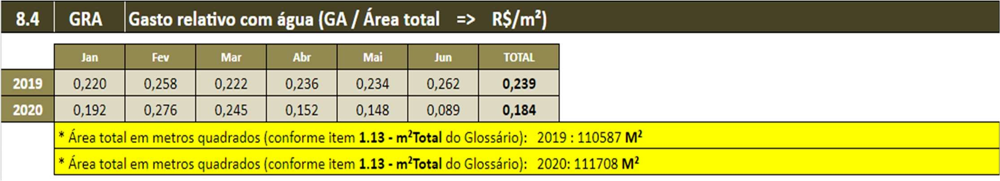 8.4 GRA Gasto relativo com água (GA / Área total => R$/m²)
Jan Fev Mar Abr Mai Jun TOTAL
2019 0,220 0,258 0,222 0,236 0,234 0,262 0,239
2020 0,192 0,276 0,245 0,152 0,148 0,089 0,184
* Área total em metros quadrados (conforme item 1.13 - m²Total do Glossário): 2019 : 110587 M²
* Área total em metros quadrados (conforme item 1.13 - m²Total do Glossário): 2020: 111708 M²